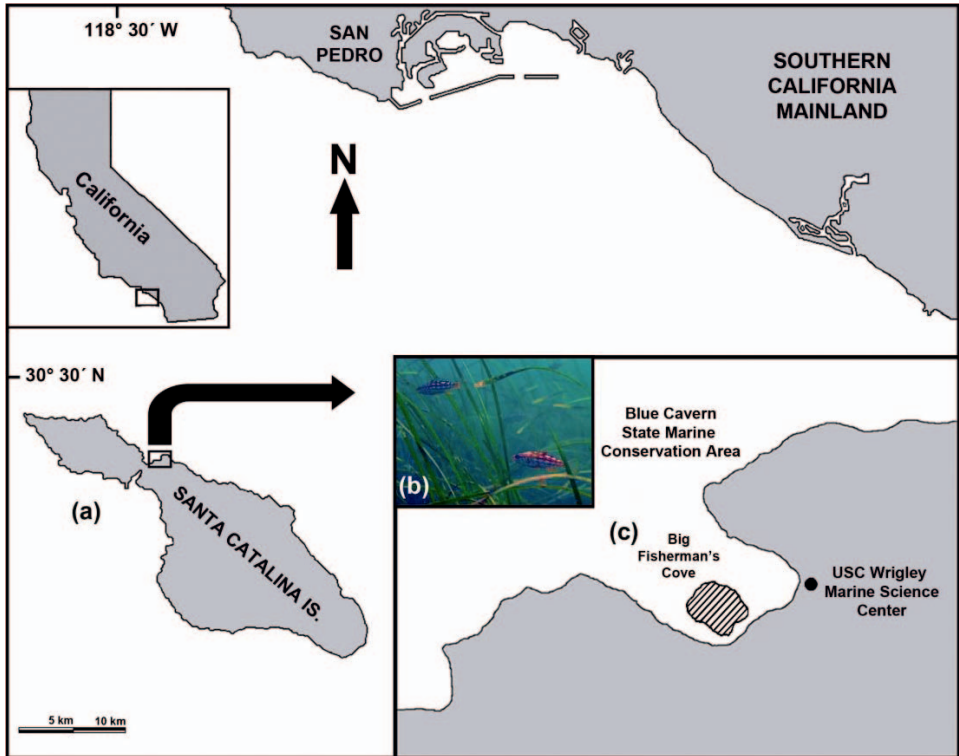 118° 30´ W
SAN
PEDRO
SOUTHERN
CALIFORNIA
MAINLAND
N
California
30° 30´ N
(a)
SANTA CATALINA IS.
5 km 10 km
(b)
Blue Cavern
State Marine
Conservation Area
(c)
Big
Fisherman's
Cove
USC Wrigley
Marine Science
Center